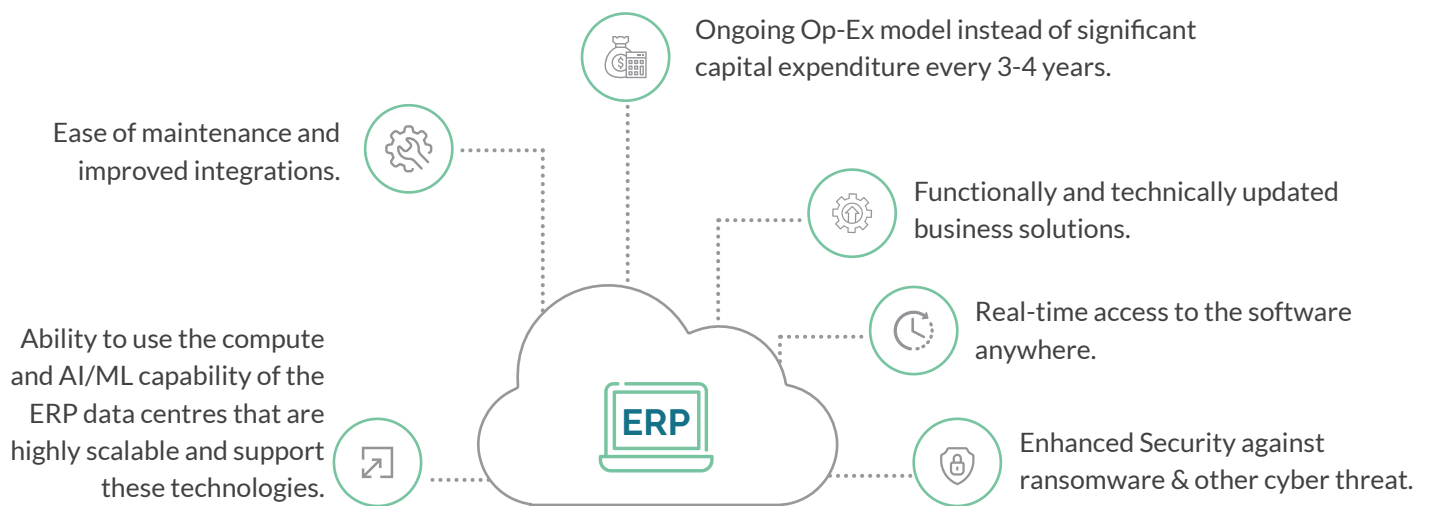 Ongoing Op-Ex model instead of significant
capital expenditure every 3-4 years.
Ease of maintenance and
improved integrations.
Functionally and technically updated
business solutions.
Real-time access to the software
anywhere.
Ability to use the compute
and AI/ML capability of the
ERP data centres that are
highly scalable and support
these technologies.
ERP
Enhanced Security against
ransomware & other cyber threat.